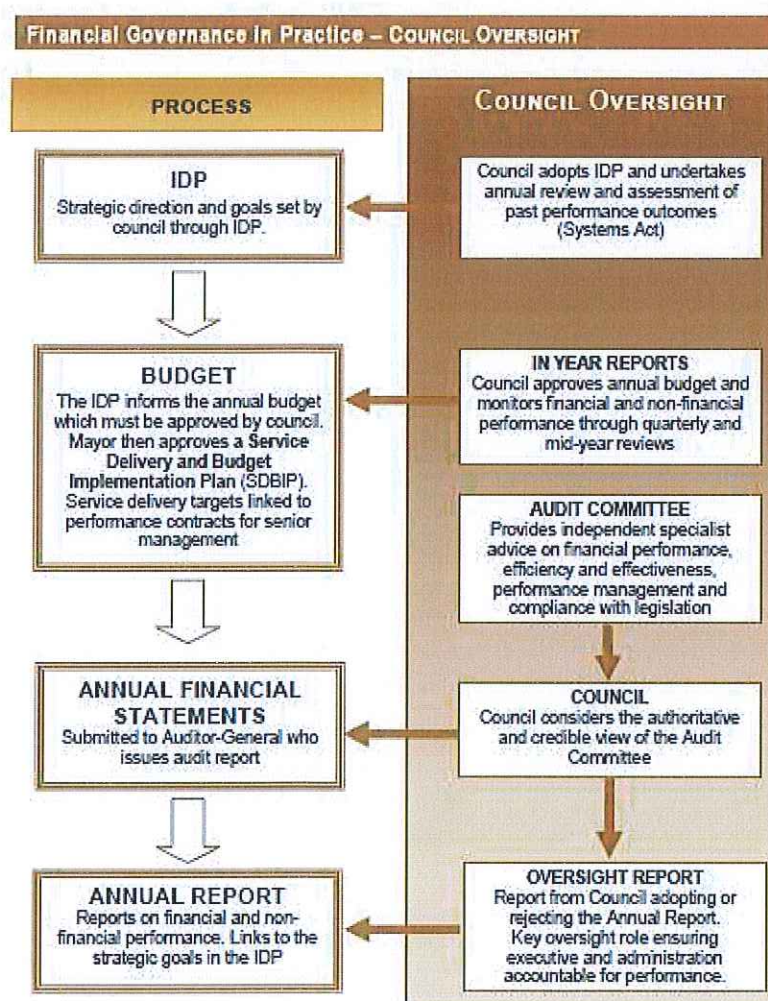 Financial Governance in Practice – COUNCIL OVERSIGHT
PROCESS
COUNCIL OVERSIGHT
IDP
Strategic direction and goals set by
council through IDP.
Council adopts IDP and undertakes
annual review and assessment of
past performance outcomes
(Systems Act)
BUDGET
The IDP informs the annual budget
which must be approved by council.
Mayor then approves a Service
Delivery and Budget
Implementation Plan (SDBIP).
Service delivery targets linked to
performance contracts for senior
management
IN YEAR REPORTS
Council approves annual budget and
monitors financial and non-financial
performance through quarterly and
mid-year reviews
AUDIT COMMITTEE
Provides independent specialist
advice on financial performance,
efficiency and effectiveness,
performance management and
compliance with legislation
ANNUAL FINANCIAL
STATEMENTS
Submitted to Auditor-General who
issues audit report
COUNCIL
Council considers the authoritative
and credible view of the Audit
Committee
ANNUAL REPORT
Reports on financial and non-
financial performance. Links to the
strategic goals in the IDP
OVERSIGHT REPORT
Report from Council adopting or
rejecting the Annual Report.
Key oversight role ensuring
executive and administration
accountable for performance.